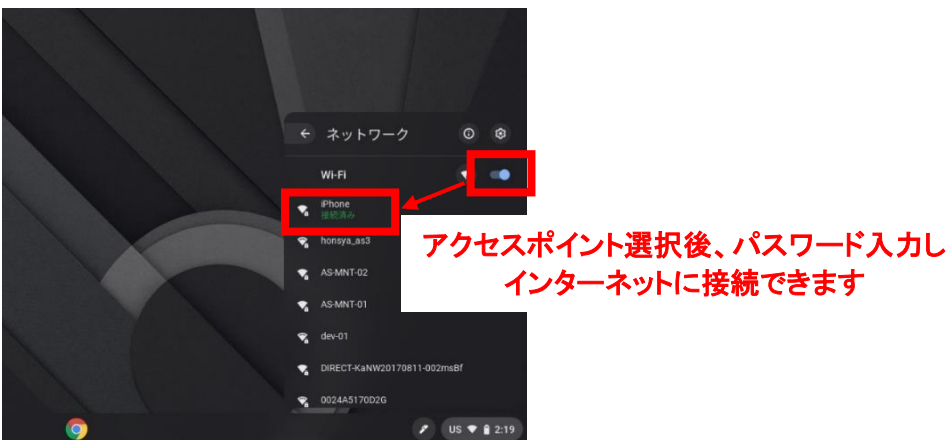 ネットワーク
Wi-Fi
iPhone
接続済み
honsya_as3
AS-MNT-02
AS-MNT-01
dev-01
DIRECT-KaNW20170811-002msBf
0024A5170D2G
US 2:19
アクセスポイント選択後、パスワード入力し
インターネットに接続できます